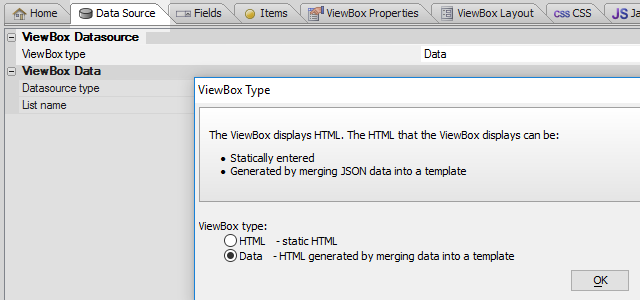 Home Data Source Fields Items ViewBox Properties ViewBox Layout CSS CSS JS Ja
ViewBox Datasource
ViewBox type Data
ViewBox Data
Datasource type
List name
ViewBox Type
The ViewBox displays HTML. The HTML that the ViewBox displays can be:
• Statically entered
• Generated by merging JSON data into a template
ViewBox type:
HTML - static HTML
Data - HTML generated by merging data into a template
OK